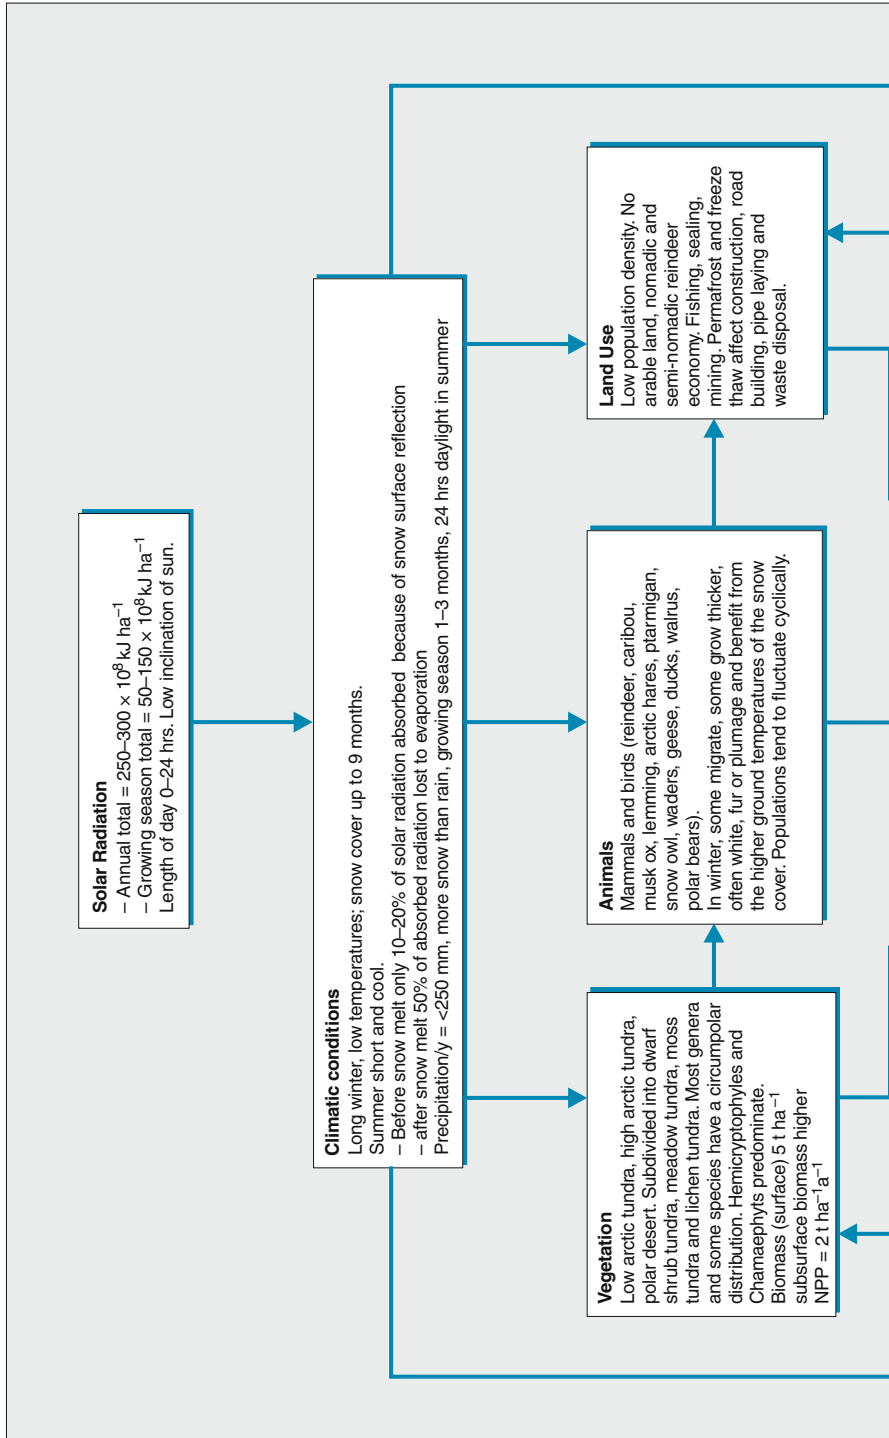 Solar Radiation
– Annual total = 250–300 × 10⁸ kJ ha⁻¹
– Growing season total = 50–150 × 10⁸ kJ ha⁻¹
Length of day 0–24 hrs. Low inclination of sun.
Climatic conditions
Long winter, low temperatures; snow cover up to 9 months.
Summer short and cool.
– Before snow melt only 10–20% of solar radiation absorbed because of snow surface reflection
– after snow melt 50% of absorbed radiation lost to evaporation
Precipitation/y = <250 mm, more snow than rain, growing season 1–3 months, 24 hrs daylight in summer
Vegetation
Low arctic tundra, high arctic tundra,
polar desert. Subdivided into dwarf
shrub tundra, meadow tundra, moss
tundra and lichen tundra. Most genera
and some species have a circumpolar
distribution. Hemicryptophyles and
Chamaephyts predominate.
Biomass (surface) 5 t ha⁻¹
subsurface biomass higher
NPP = 2 t ha⁻¹a⁻¹
Animals
Mammals and birds (reindeer, caribou,
musk ox, lemming, arctic hares, ptarmigan,
snow owl, waders, geese, ducks, walrus,
polar bears).
In winter, some migrate, some grow thicker,
often white, fur or plumage and benefit from
the higher ground temperatures of the snow
cover. Populations tend to fluctuate cyclically.
Land Use
Low population density. No
arable land, nomadic and
semi-nomadic reindeer
economy. Fishing, sealing,
mining. Permafrost and freeze
thaw affect construction, road
building, pipe laying and
waste disposal.